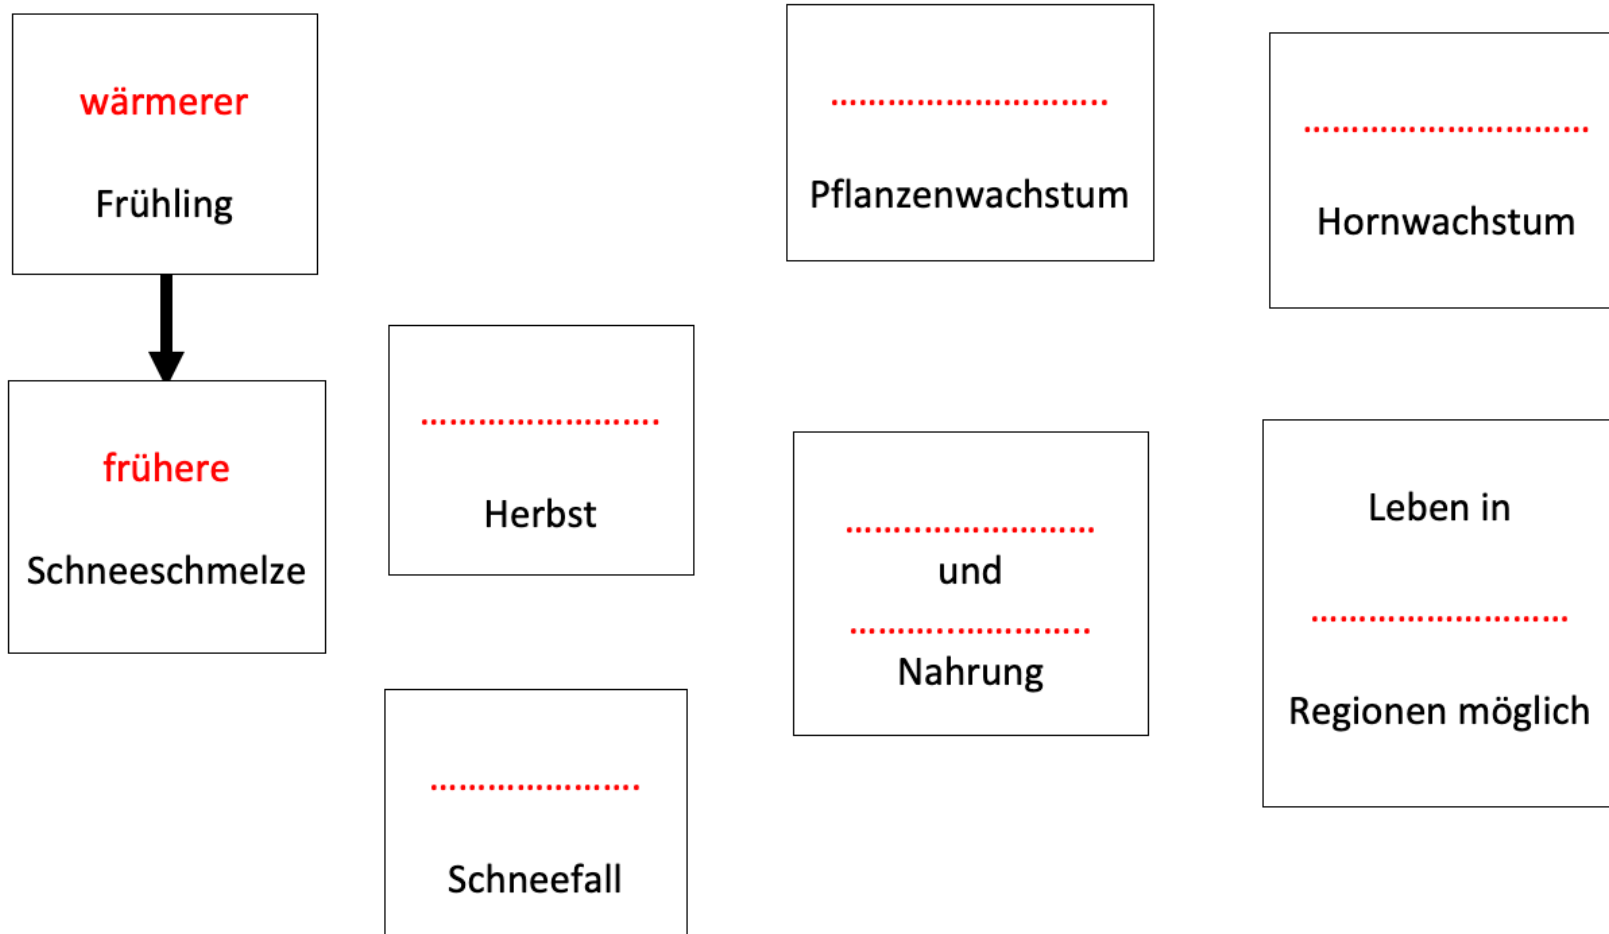 wärmerer
Frühling
frühere
Schneeschmelze
.........................
Herbst
......................
Schneefall
.............................
Pflanzenwachstum
..........................
und
.........................
Nahrung
..............................
Hornwachstum
Leben in
...........................
Regionen möglich